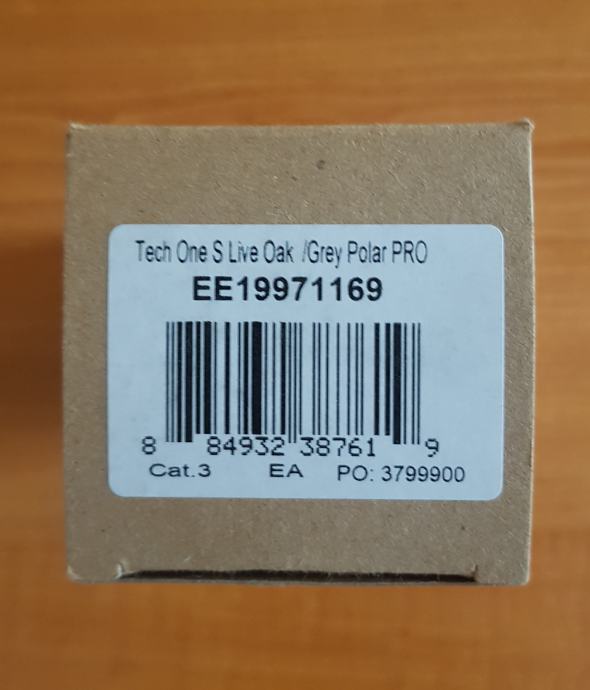 Tech One S Live Oak /Grey Polar PRO
EE19971169
8 84932 38761 9
Cat.3 EA PO: 3799900